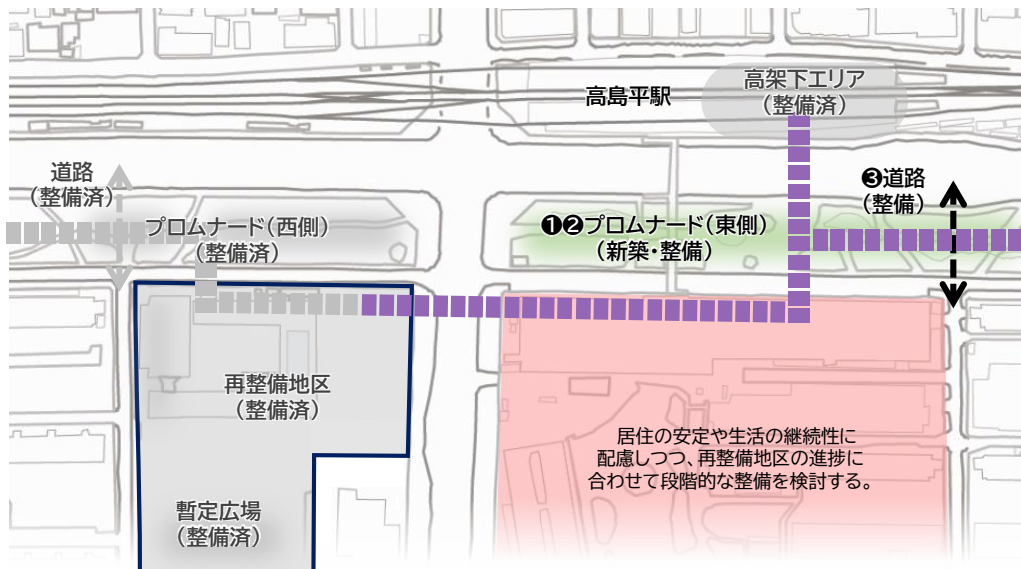 高島平駅
高架下エリア
(整備済)
道路
(整備済)
プロムナード(西側)
(整備済)
❶❷プロムナード(東側)
(新築・整備)
❸道路
(整備)
再整備地区
(整備済)
居住の安定や生活の継続性に
配慮しつつ、再整備地区の進捗に
合わせて段階的な整備を検討する。
暫定広場
(整備済)